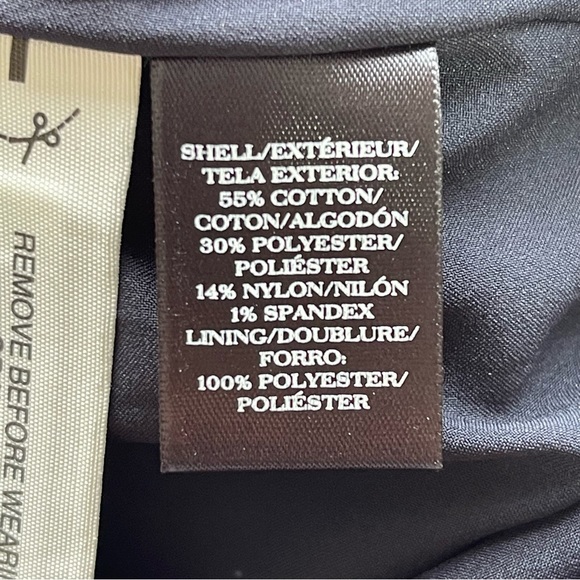 SHELL/EXTÉRIEUR/
TELA EXTERIOR:
55% COTTON/
COTON/ALGODÓN
30% POLYESTER/
POLIÉSTER
14% NYLON/NILÓN
1% SPANDEX
LINING/DOUBLURE/
FORRO:
100% POLYESTER/
POLIÉSTER
REMOVE BEFORE WEARI